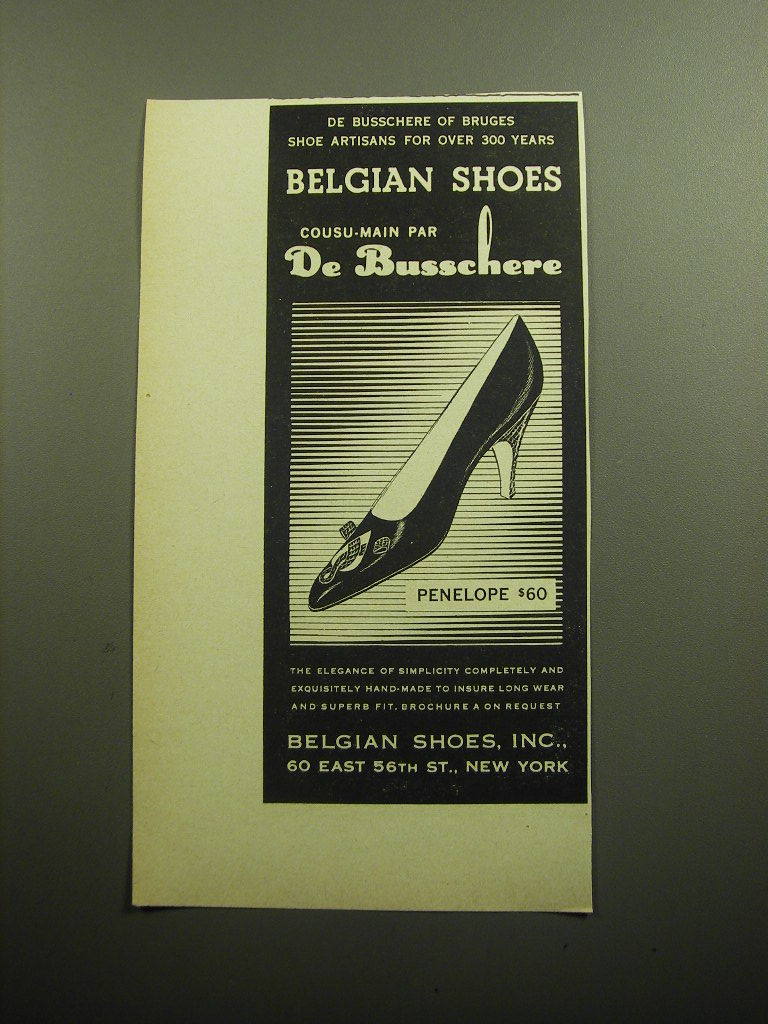 DE BUSSCHERE OF BRUGES
SHOE ARTISANS FOR OVER 300 YEARS
BELGIAN SHOES
COUSU-MAIN PAR
De Busschere
PENELOPE $60
THE ELEGANCE OF SIMPLICITY COMPLETELY AND
EXQUISITELY HAND-MADE TO INSURE LONG WEAR
AND SUPERB FIT. BROCHURE A ON REQUEST
BELGIAN SHOES, INC.,
60 EAST 56TH ST., NEW YORK